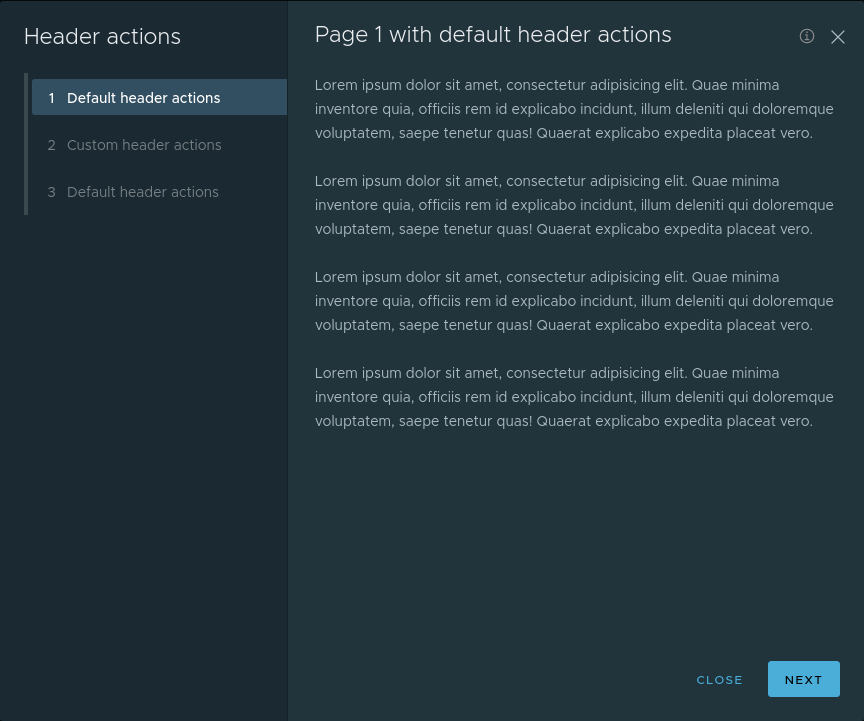 Header actions
1 Default header actions
2 Custom header actions
3 Default header actions
Page 1 with default header actions
Lorem ipsum dolor sit amet, consectetur adipisicing elit. Quae minima
inventore quia, officiis rem id explicabo incidunt, illum deleniti qui doloremque
voluptatem, saepe tenetur quas! Quaerat explicabo expedita placeat vero.
Lorem ipsum dolor sit amet, consectetur adipisicing elit. Quae minima
inventore quia, officiis rem id explicabo incidunt, illum deleniti qui doloremque
voluptatem, saepe tenetur quas! Quaerat explicabo expedita placeat vero.
Lorem ipsum dolor sit amet, consectetur adipisicing elit. Quae minima
inventore quia, officiis rem id explicabo incidunt, illum deleniti qui doloremque
voluptatem, saepe tenetur quas! Quaerat explicabo expedita placeat vero.
Lorem ipsum dolor sit amet, consectetur adipisicing elit. Quae minima
inventore quia, officiis rem id explicabo incidunt, illum deleniti qui doloremque
voluptatem, saepe tenetur quas! Quaerat explicabo expedita placeat vero.
CLOSE
NEXT